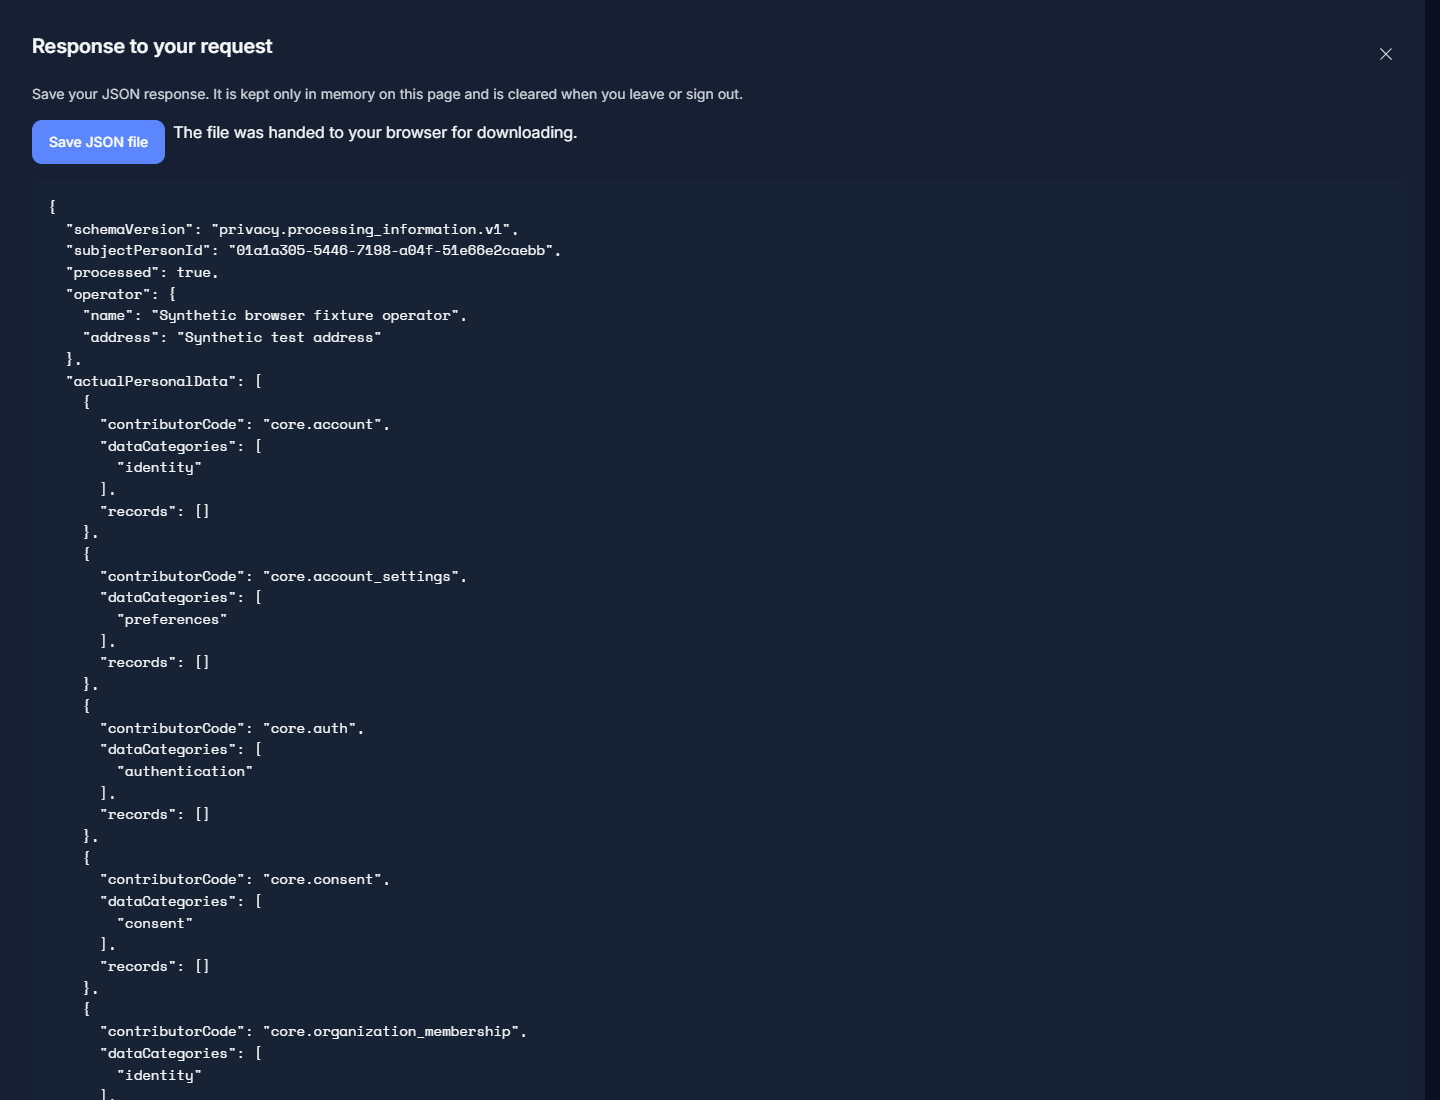 Response to your request
Save your JSON response. It is kept only in memory on this page and is cleared when you leave or sign out.
Save JSON file
The file was handed to your browser for downloading.
{
  "schemaVersion": "privacy.processing_information.v1",
  "subjectPersonId": "01a1a305-5446-7198-a04f-51e66e2caebb",
  "processed": true,
  "operator": {
    "name": "Synthetic browser fixture operator",
    "address": "Synthetic test address"
  },
  "actualPersonalData": [
    {
      "contributorCode": "core.account",
      "dataCategories": [
        "identity"
      ],
      "records": []
    },
    {
      "contributorCode": "core.account_settings",
      "dataCategories": [
        "preferences"
      ],
      "records": []
    },
    {
      "contributorCode": "core.auth",
      "dataCategories": [
        "authentication"
      ],
      "records": []
    },
    {
      "contributorCode": "core.consent",
      "dataCategories": [
        "consent"
      ],
      "records": []
    },
    {
      "contributorCode": "core.organization_membership",
      "dataCategories": [
        "identity"
      ],